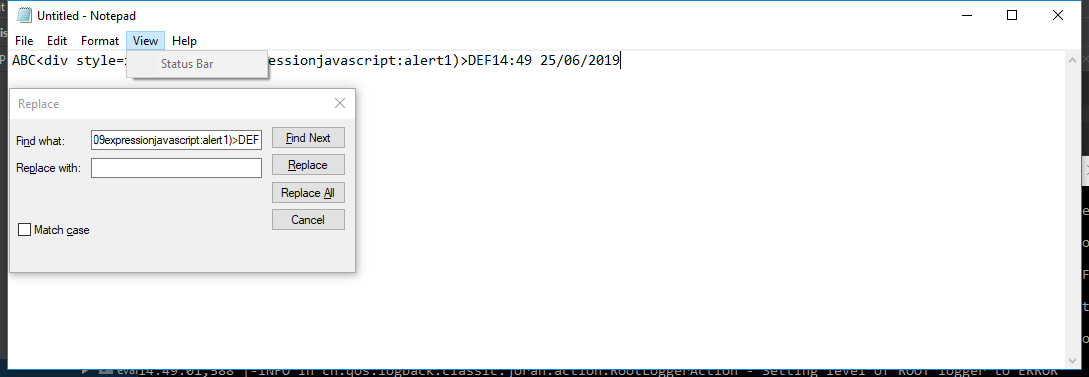 Untitled - Notepad
File Edit Format View Help
ABC<div style= essionjavascript:alert1)>DEF14:49 25/06/2019
Status Bar
Replace
Find what: 09expressionjavascript:alert1)>DEF Find Next
Replace with: Replace
Replace All
Match case Cancel
14:49:01,588 |-INFO in ch.qos.logback.classic.joran.action.RootLoggerAction - Setting level of ROOT logger to ERROR